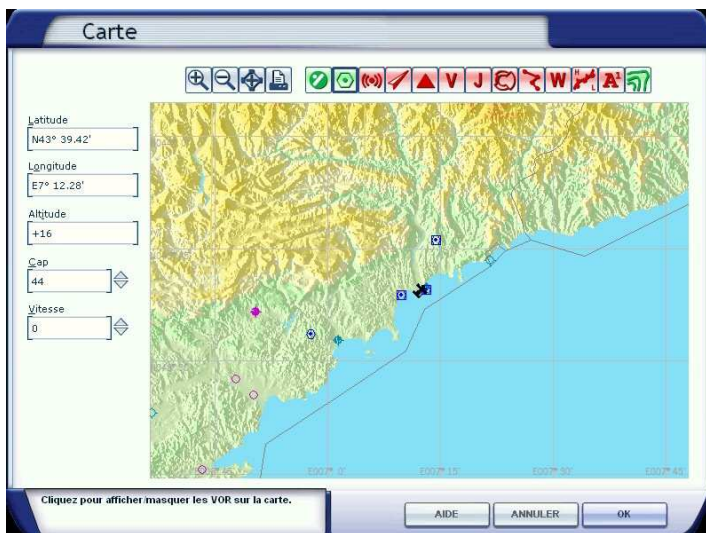 Carte
V J W H L A¹
Latitude
N43° 39.42'
Longitude
E7° 12.28'
Altitude
+16
Cap
44
Vitesse
0
E007° 0'
E007° 15'
E007° 30'
E007° 45'
Cliquez pour afficher/masquer les VOR sur la carte.
AIDE
ANNULER
OK